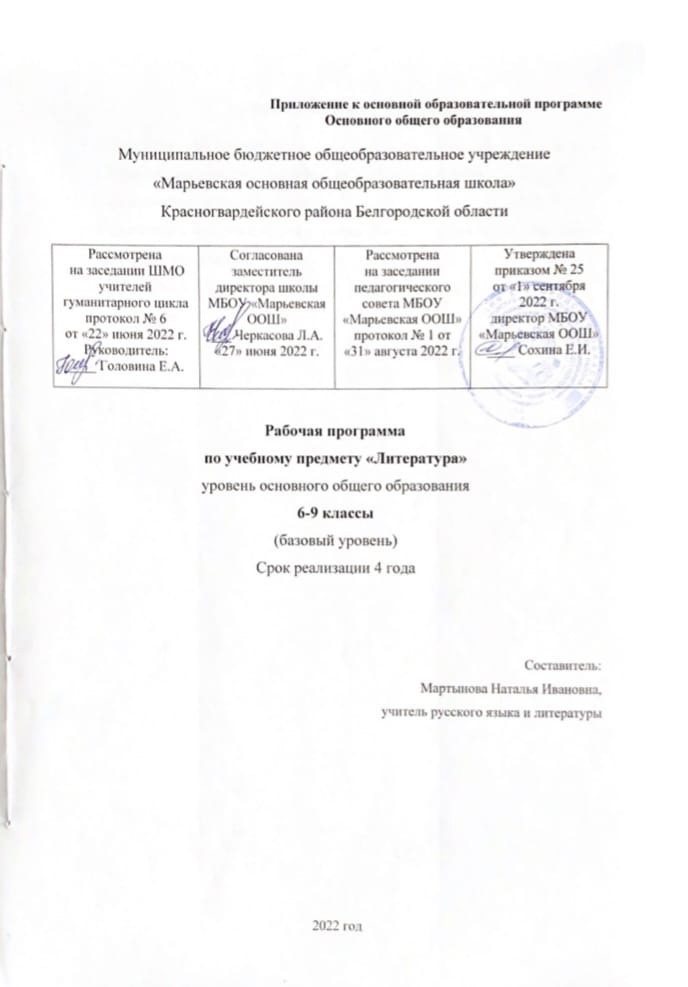 Приложение к основной образовательной программе
Основного общего образования
Муниципальное бюджетное общеобразовательное учреждение
«Марьевская основная общеобразовательная школа»
Красногвардейского района Белгородской области
Рассмотрена
на заседании ШМО
учителей
гуманитарного цикла
протокол № 6
от «22» июня 2022 г.
Руководитель:
Головина Е.А.
Согласована
заместитель
директора школы
МБОУ «Марьевская
ООШ»
Черкасова Л.А.
«27» июня 2022 г.
Рассмотрена
на заседании
педагогического
совета МБОУ
«Марьевская ООШ»
протокол № 1 от
«31» августа 2022 г.
Утверждена
приказом № 25
от «1» сентября
2022 г.
директор МБОУ
«Марьевская ООШ»
Сохина Е.И.
Рабочая программа
по учебному предмету «Литература»
уровень основного общего образования
6-9 классы
(базовый уровень)
Срок реализации 4 года
Составитель:
Мартынова Наталья Ивановна,
учитель русского языка и литературы
2022 год